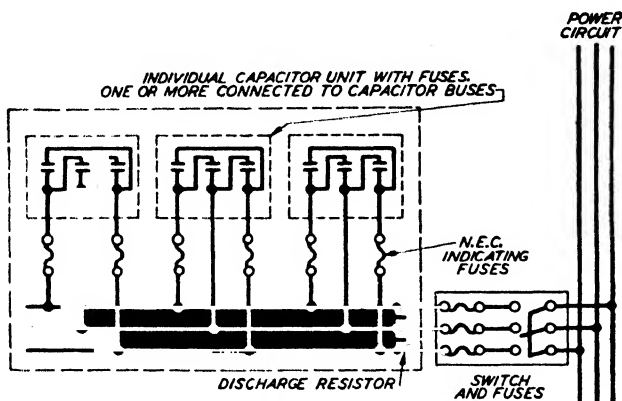 POWER
CIRCUIT
INDIVIDUAL CAPACITOR UNIT WITH FUSES.
ONE OR MORE CONNECTED TO CAPACITOR BUSES
N.E.C.
INDICATING
FUSES
DISCHARGE RESISTOR
SWITCH
AND FUSES